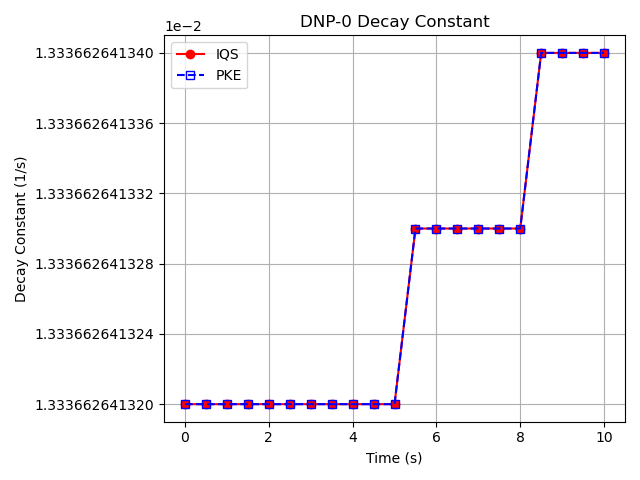 DNP-0 Decay Constant
1e−2
1.333662641340
1.333662641336
1.333662641332
1.333662641328
1.333662641324
1.333662641320
Decay Constant (1/s)
IQS
PKE
0 2 4 6 8 10
Time (s)